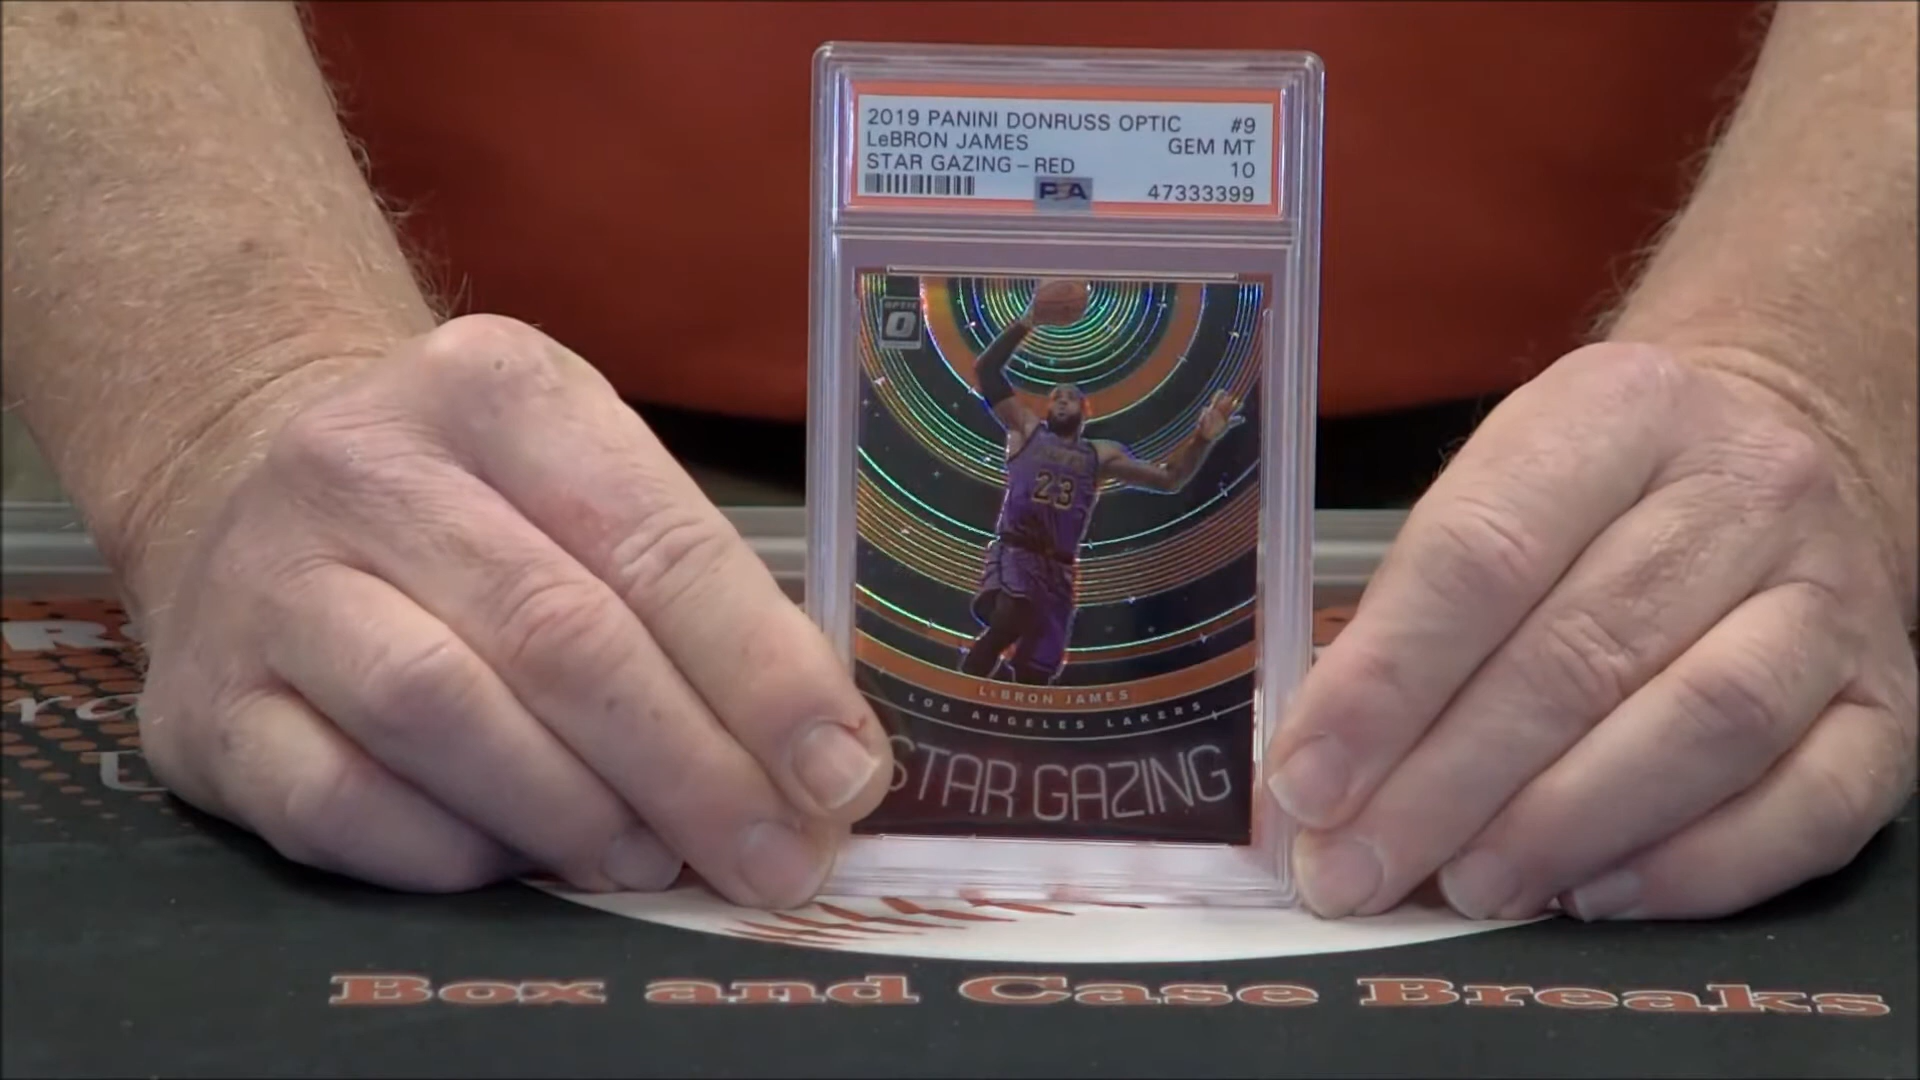 2019 PANINI DONRUSS OPTIC #9
LeBRON JAMES GEM MT
STAR GAZING – RED 10
PSA 47333399
OPTIC
O
23
LeBRON JAMES
LOS ANGELES LAKERS
STAR GAZING
Box and Case Breaks